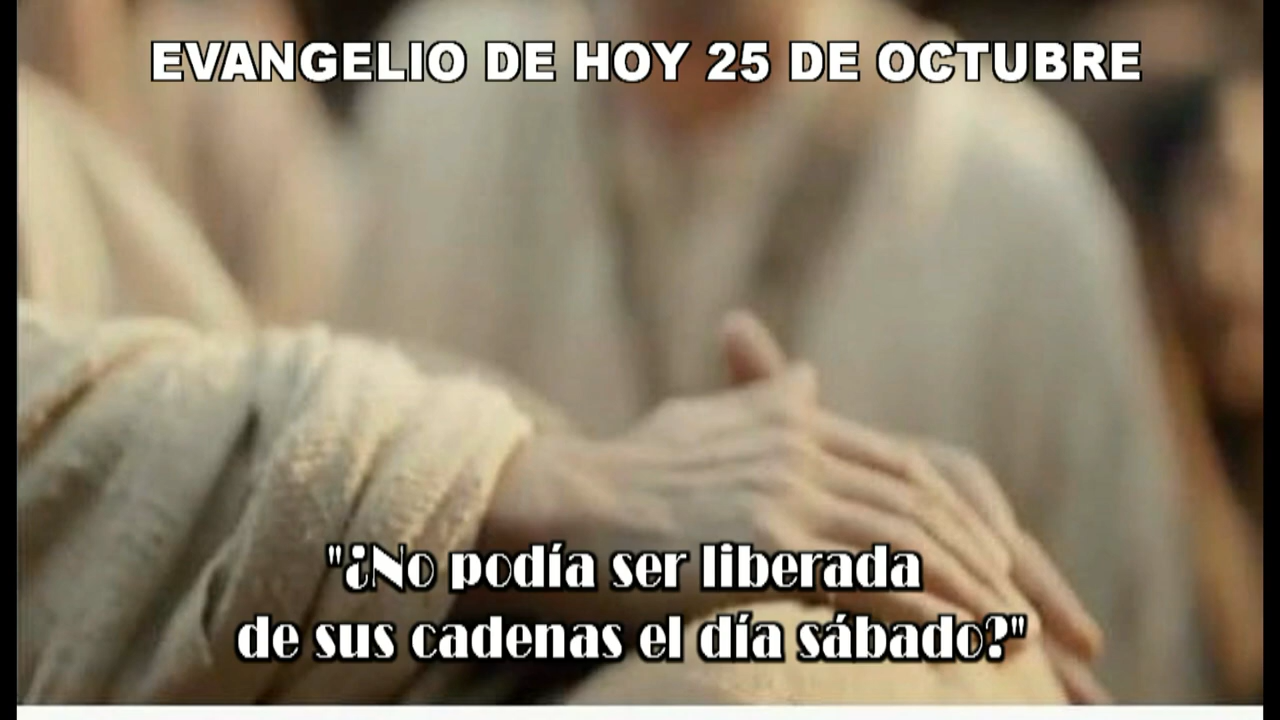 EVANGELIO DE HOY 25 DE OCTUBRE
"¿No podía ser liberada
de sus cadenas el día sábado?"